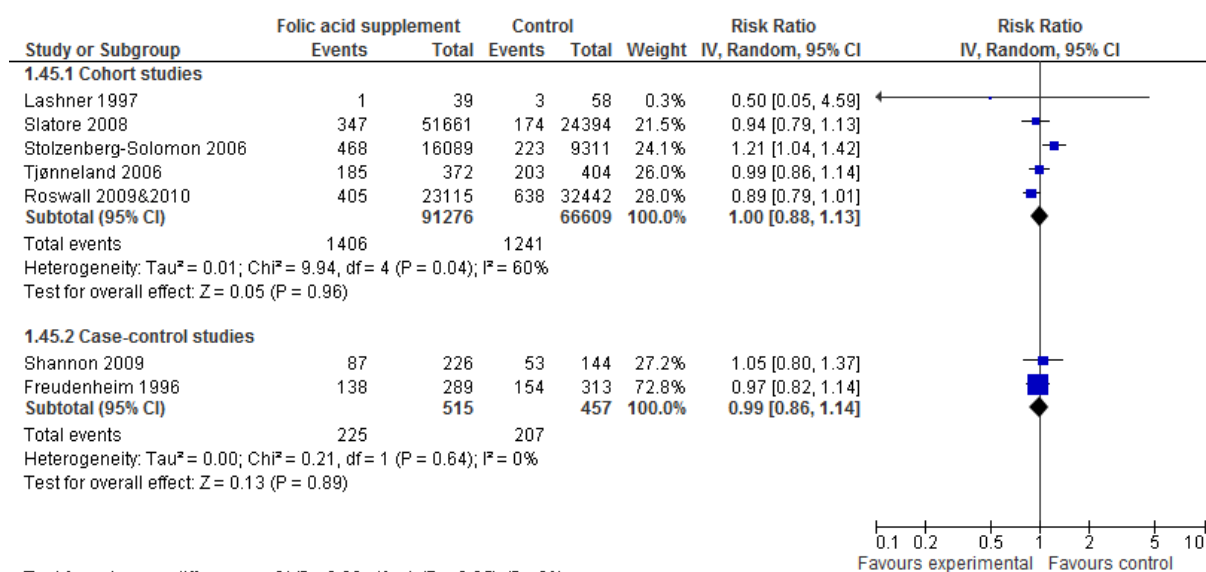 Folic acid supplement Control Risk Ratio Risk Ratio
Study or Subgroup Events Total Events Total Weight IV, Random, 95% CI IV, Random, 95% CI
1.45.1 Cohort studies
Lashner 1997 1 39 3 58 0.3% 0.50 [0.05, 4.59]
Slatore 2008 347 51661 174 24394 21.5% 0.94 [0.79, 1.13]
Stolzenberg-Solomon 2006 468 16089 223 9311 24.1% 1.21 [1.04, 1.42]
Tjønneland 2006 185 372 203 404 26.0% 0.99 [0.86, 1.14]
Roswall 2009&2010 405 23115 638 32442 28.0% 0.89 [0.79, 1.01]
Subtotal (95% CI) 91276 66609 100.0% 1.00 [0.88, 1.13]
Total events 1406 1241
Heterogeneity: Tau² = 0.01; Chi² = 9.94, df = 4 (P = 0.04); I² = 60%
Test for overall effect: Z = 0.05 (P = 0.96)
1.45.2 Case-control studies
Shannon 2009 87 226 53 144 27.2% 1.05 [0.80, 1.37]
Freudenheim 1996 138 289 154 313 72.8% 0.97 [0.82, 1.14]
Subtotal (95% CI) 515 457 100.0% 0.99 [0.86, 1.14]
Total events 225 207
Heterogeneity: Tau² = 0.00; Chi² = 0.21, df = 1 (P = 0.64); I² = 0%
Test for overall effect: Z = 0.13 (P = 0.89)
0.1 0.2 0.5 1 2 5 10
Favours experimental Favours control